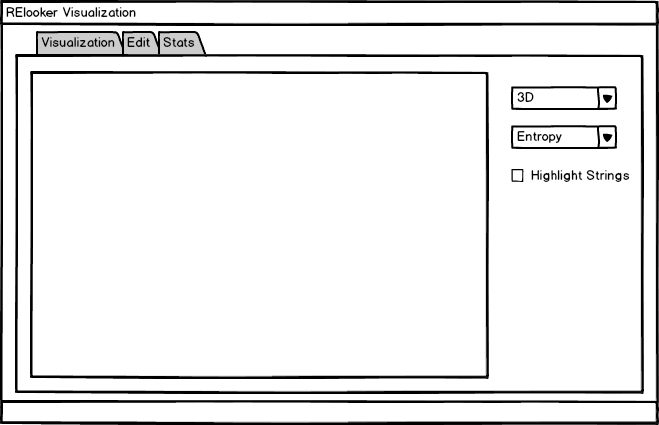 RElooker Visualization
Visualization Edit Stats
3D
Entropy
Highlight Strings